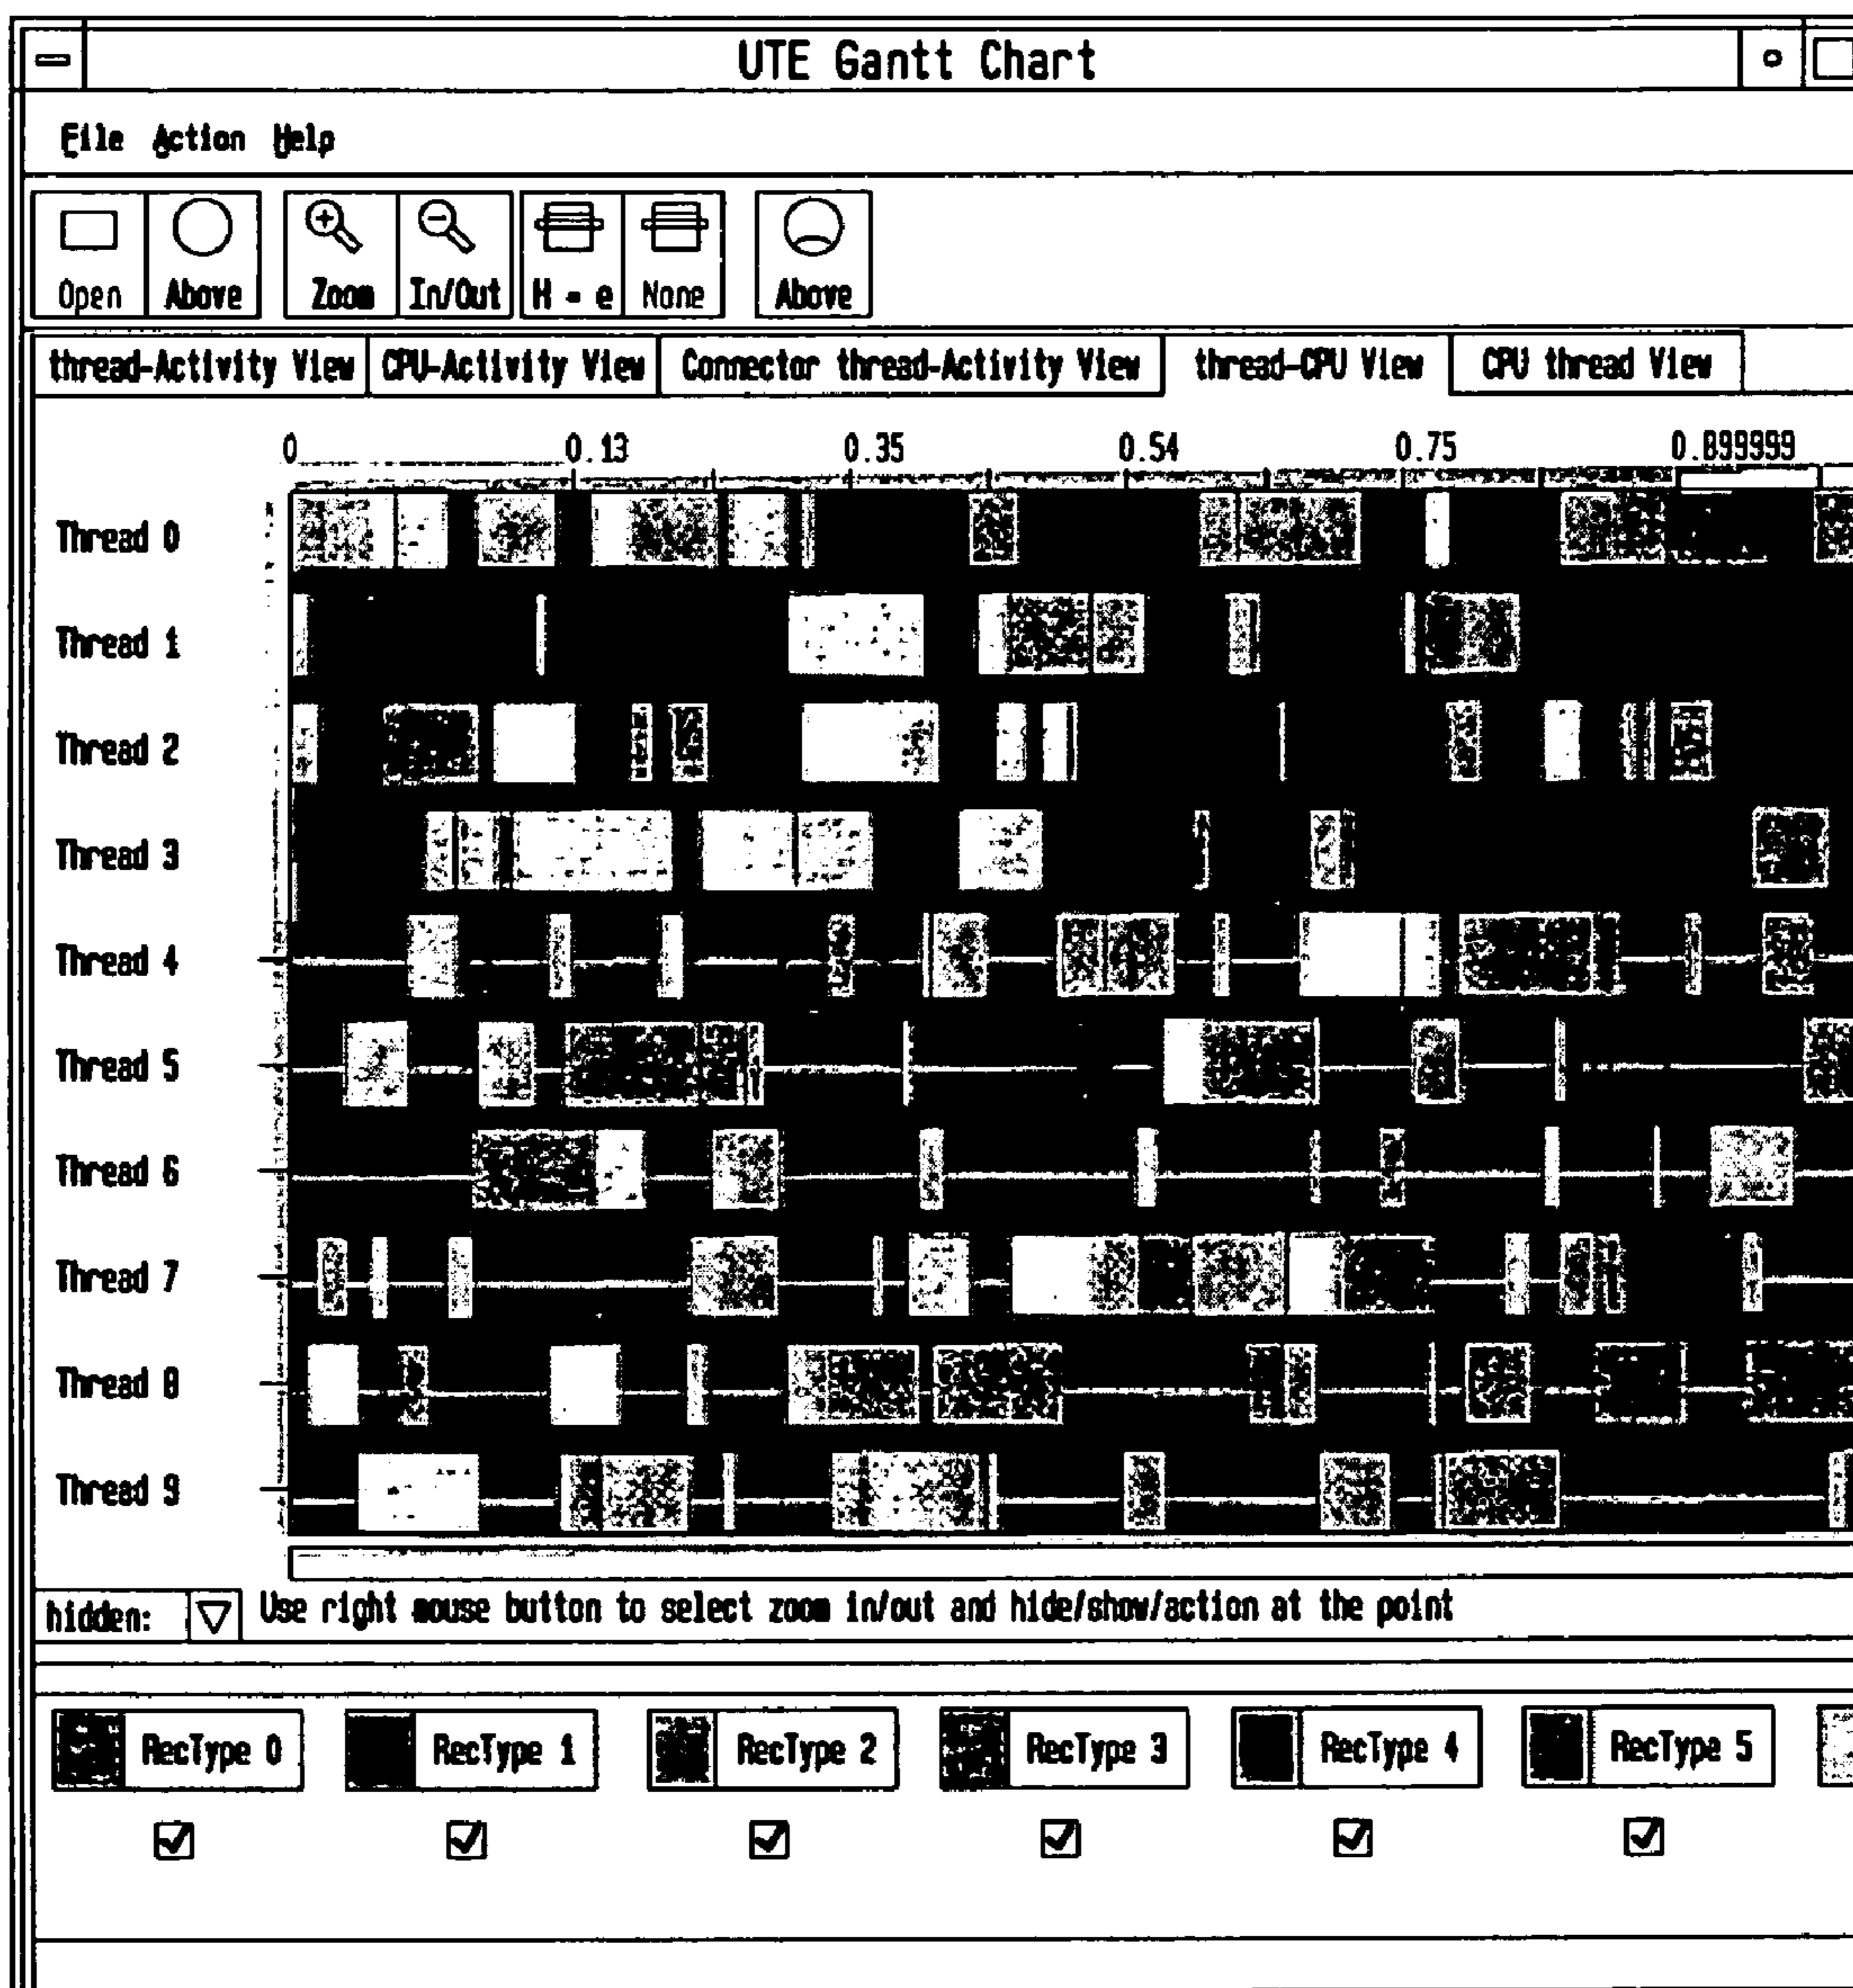 UTE Gantt Chart
File Action Help
Open Above Zoom In/Out H - e None Above
thread-Activity View CPU-Activity View Connector thread-Activity View thread-CPU View CPU thread View
0 0.13 0.35 0.54 0.75 0.899999
Thread 0
Thread 1
Thread 2
Thread 3
Thread 4
Thread 5
Thread 6
Thread 7
Thread 8
Thread 9
hidden: Use right mouse button to select zoom in/out and hide/show/action at the point
RecType 0 RecType 1 RecType 2 RecType 3 RecType 4 RecType 5